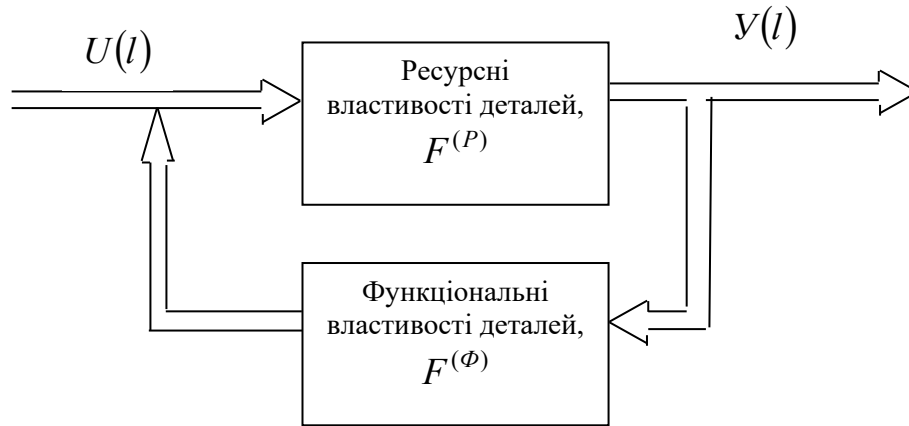 U(l)
У(l)
Ресурсні
властивості деталей,
F^(P)
Функціональні
властивості деталей,
F^(Ф)